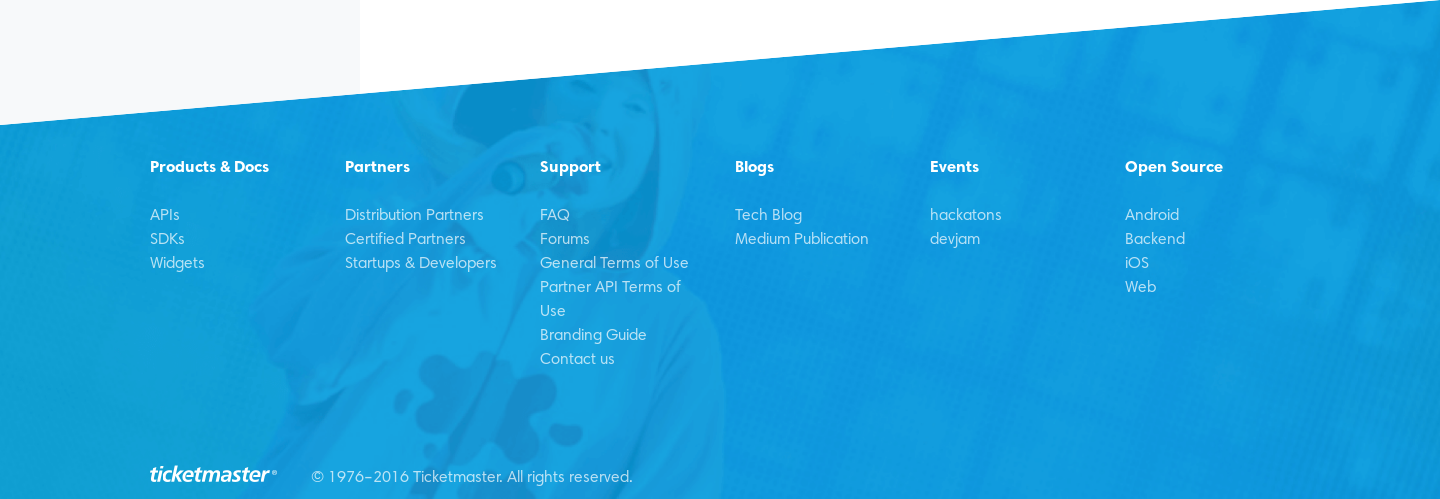 Products & Docs
APIs
SDKs
Widgets
Partners
Distribution Partners
Certified Partners
Startups & Developers
Support
FAQ
Forums
General Terms of Use
Partner API Terms of
Use
Branding Guide
Contact us
Blogs
Tech Blog
Medium Publication
Events
hackatons
devjam
Open Source
Android
Backend
iOS
Web
ticketmaster®
© 1976–2016 Ticketmaster. All rights reserved.